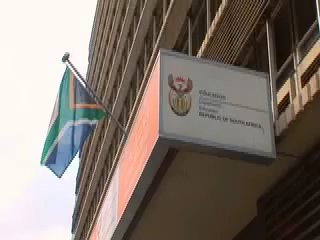 education
Department:
Education
REPUBLIC OF SOUTH AFRICA